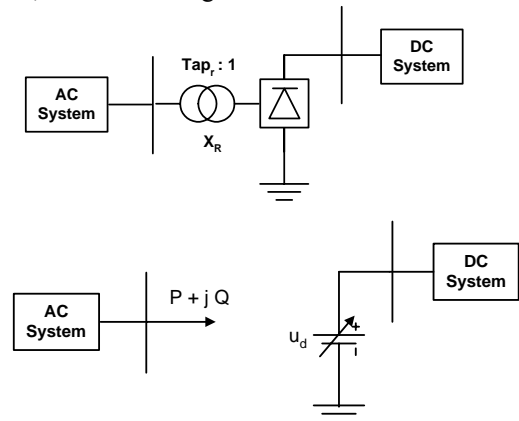 DC
System
Tap_r : 1
AC
System
X_R
P + j Q
DC
System
AC
System
u_d
+